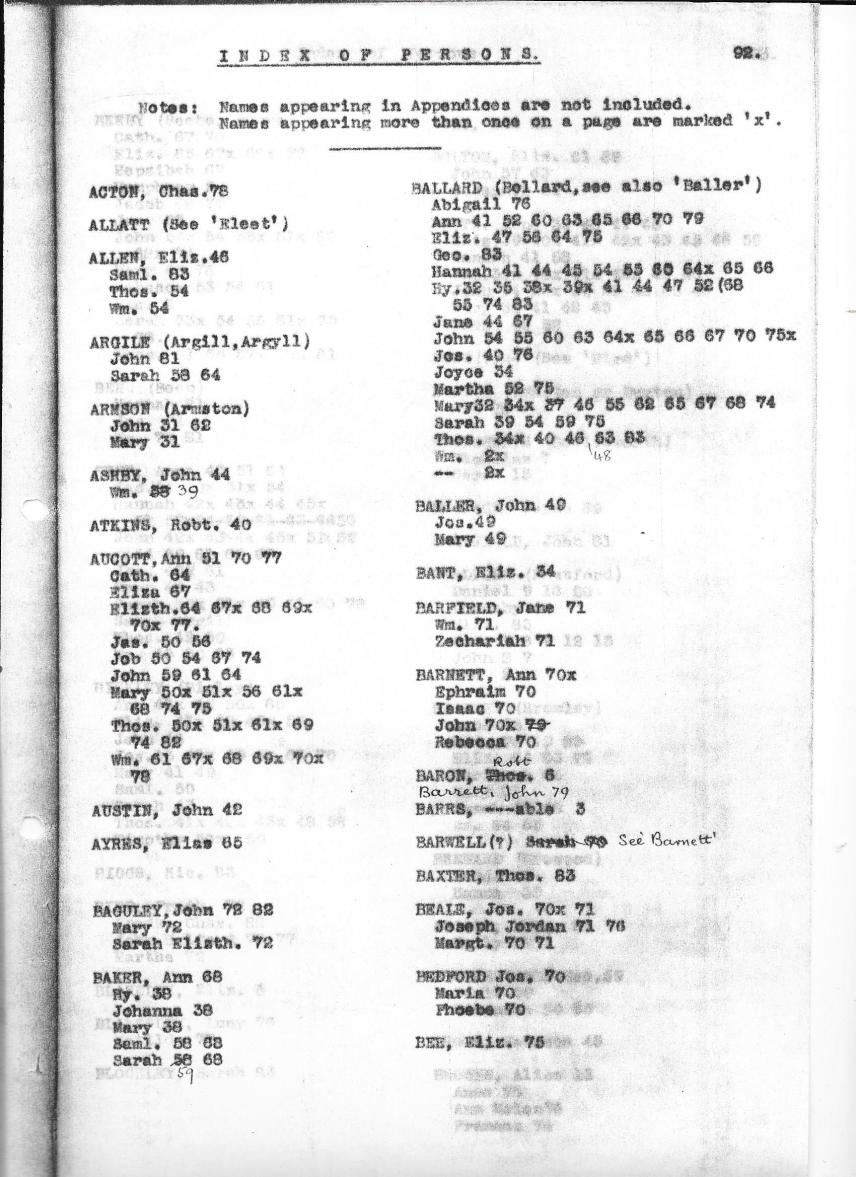 INDEX OF PERSONS. 92.
Notes: Names appearing in Appendices are not included.
Names appearing more than once on a page are marked 'x'.
ACTON, Chas.78
ALLATT (See 'Eleet')
ALLEN, Eliz.46
Saml. 83
Thos. 54
Wm. 54
ARGILE (Argill,Argyll)
John 81
Sarah 58 64
ARMSON (Armston)
John 31 62
Mary 31
ASHBY, John 44
Wm. 39
ATKINS, Robt. 40
AUCOTT,Ann 51 70 77
Cath. 64
Eliza 67
Elizth.64 67x 68 69x
70x 77.
Jas. 50 56
Job 50 54 67 74
John 59 61 64
Mary 50x 51x 56 61x
68 74 75
Thos. 50x 51x 61x 69
74 82
Wm. 61 67x 68 69x 70x
78
AUSTIN, John 42
AYRES, Elias 65
BAGULEY,John 72 82
Mary 72
Sarah Elizth. 72
BAKER, Ann 68
Hy. 38
Johanna 38
Mary 38
Saml. 58 68
Sarah 58 68
59
BALLARD (Bollard,see also 'Baller')
Abigail 76
Ann 41 52 60 63 65 66 70 79
Eliz. 47 56 64 75
Geo. 83
Hannah 41 44 45 54 55 60 64x 65 66
Hy.32 35 38x 39x 41 44 47 52(68
55 74 83
Jane 44 67
John 54 55 60 63 64x 65 66 67 70 75x
Jos. 40 76
Joyce 34
Martha 52 75
Mary32 34x 37 46 55 62 65 67 68 74
Sarah 39 54 59 75
Thos. 34x 40 46 63 83
48
Wm. 2x
-- 2x
BALLER, John 49
Jos.49
Mary 49
BANT, Eliz. 34
BARFIELD, Jane 71
Wm. 71
Zechariah 71
BARNETT, Ann 70x
Ephraim 70
Isaac 70
John 70x 79
Rebecca 70
Robt
BARON, Thos. 6
Barrett, John 79
BARRS, ---able 3
BARWELL(?) Sarah 70 See 'Barnett'
BAXTER, Thos. 83
BEALE, Jos. 70x 71
Joseph Jordan 71 76
Margt. 70 71
BEDFORD Jos. 70
Maria 70
Phoebe 70
BEE, Eliz. 75